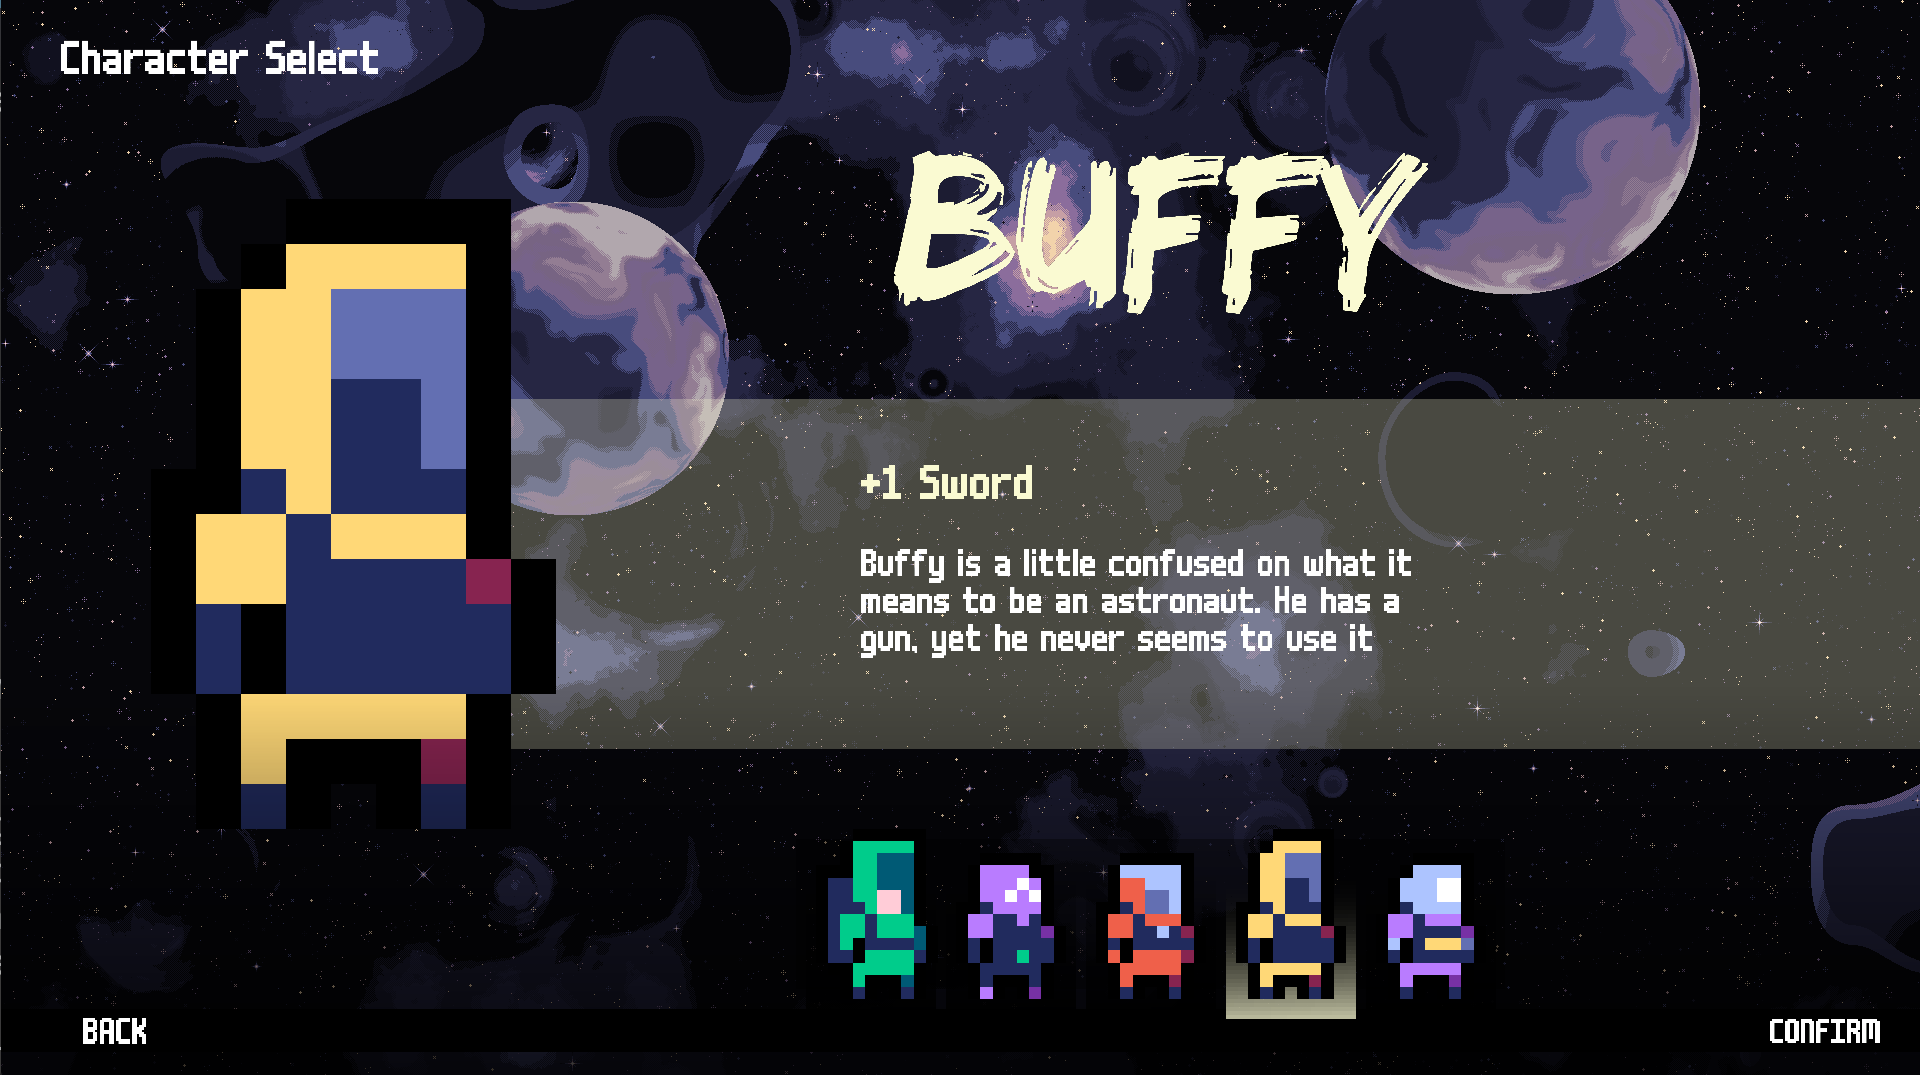 Character Select
BUFFY
+1 Sword
Buffy is a little confused on what it
means to be an astronaut. He has a
gun, yet he never seems to use it
BACK
CONFIRM